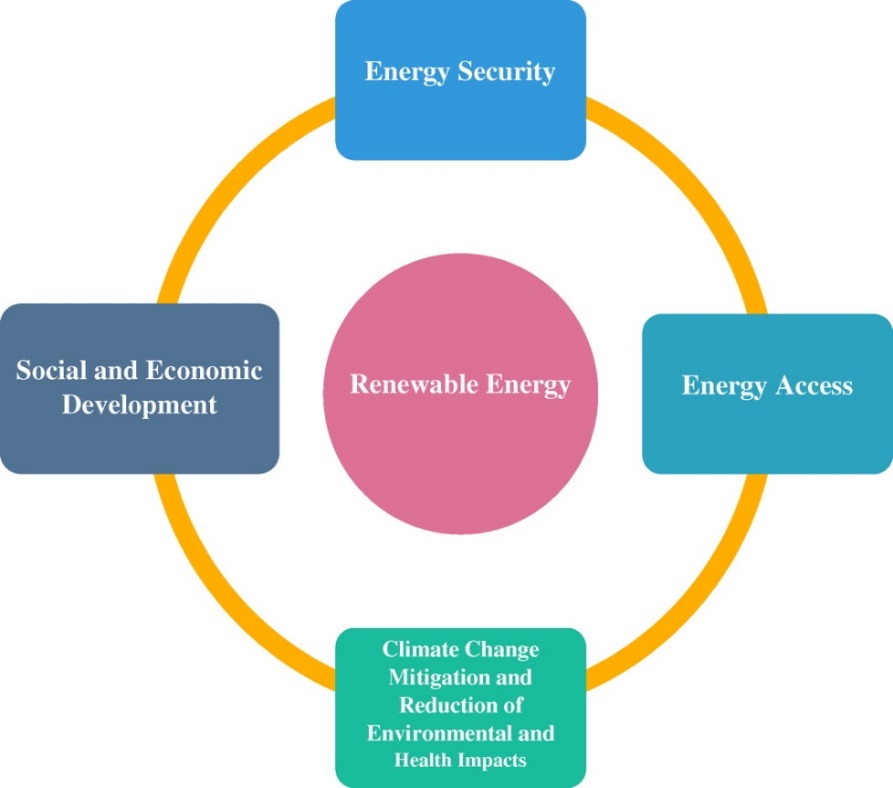 Energy Security
Social and Economic
Development
Renewable Energy
Energy Access
Climate Change
Mitigation and
Reduction of
Environmental and
Health Impacts